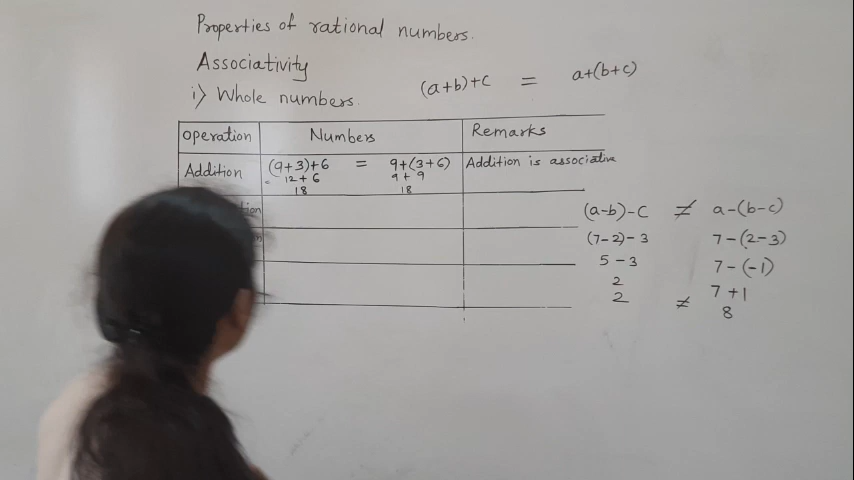 Properties of rational numbers.
Associativity
i) Whole numbers.
(a+b)+c = a+(b+c)
Operation Numbers Remarks
Addition (9+3)+6 = 9+(3+6) Addition is associative
12+6 9+9
18 18
(a-b)-c ≠ a-(b-c)
(7-2)-3 7-(2-3)
5-3 7-(-1)
2 7+1
2 ≠ 8